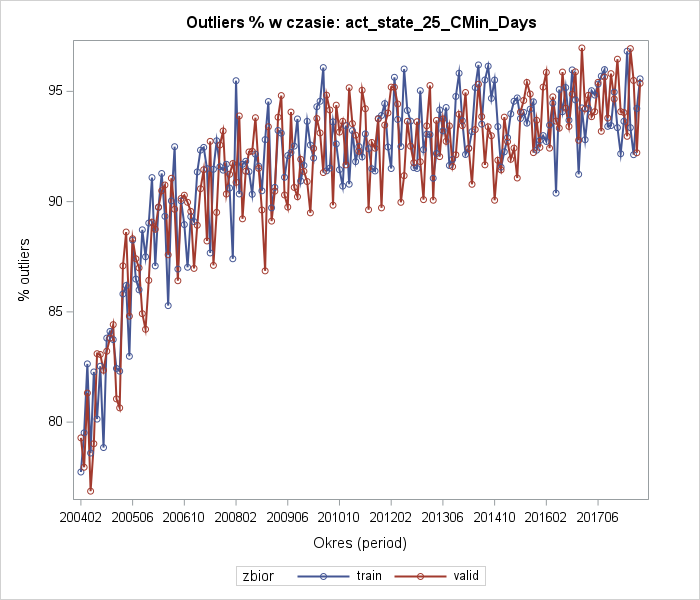 Outliers % w czasie: act_state_25_CMin_Days
% outliers
95
90
85
80
200402 200506 200610 200802 200906 201010 201202 201306 201410 201602 201706
Okres (period)
zbior train valid